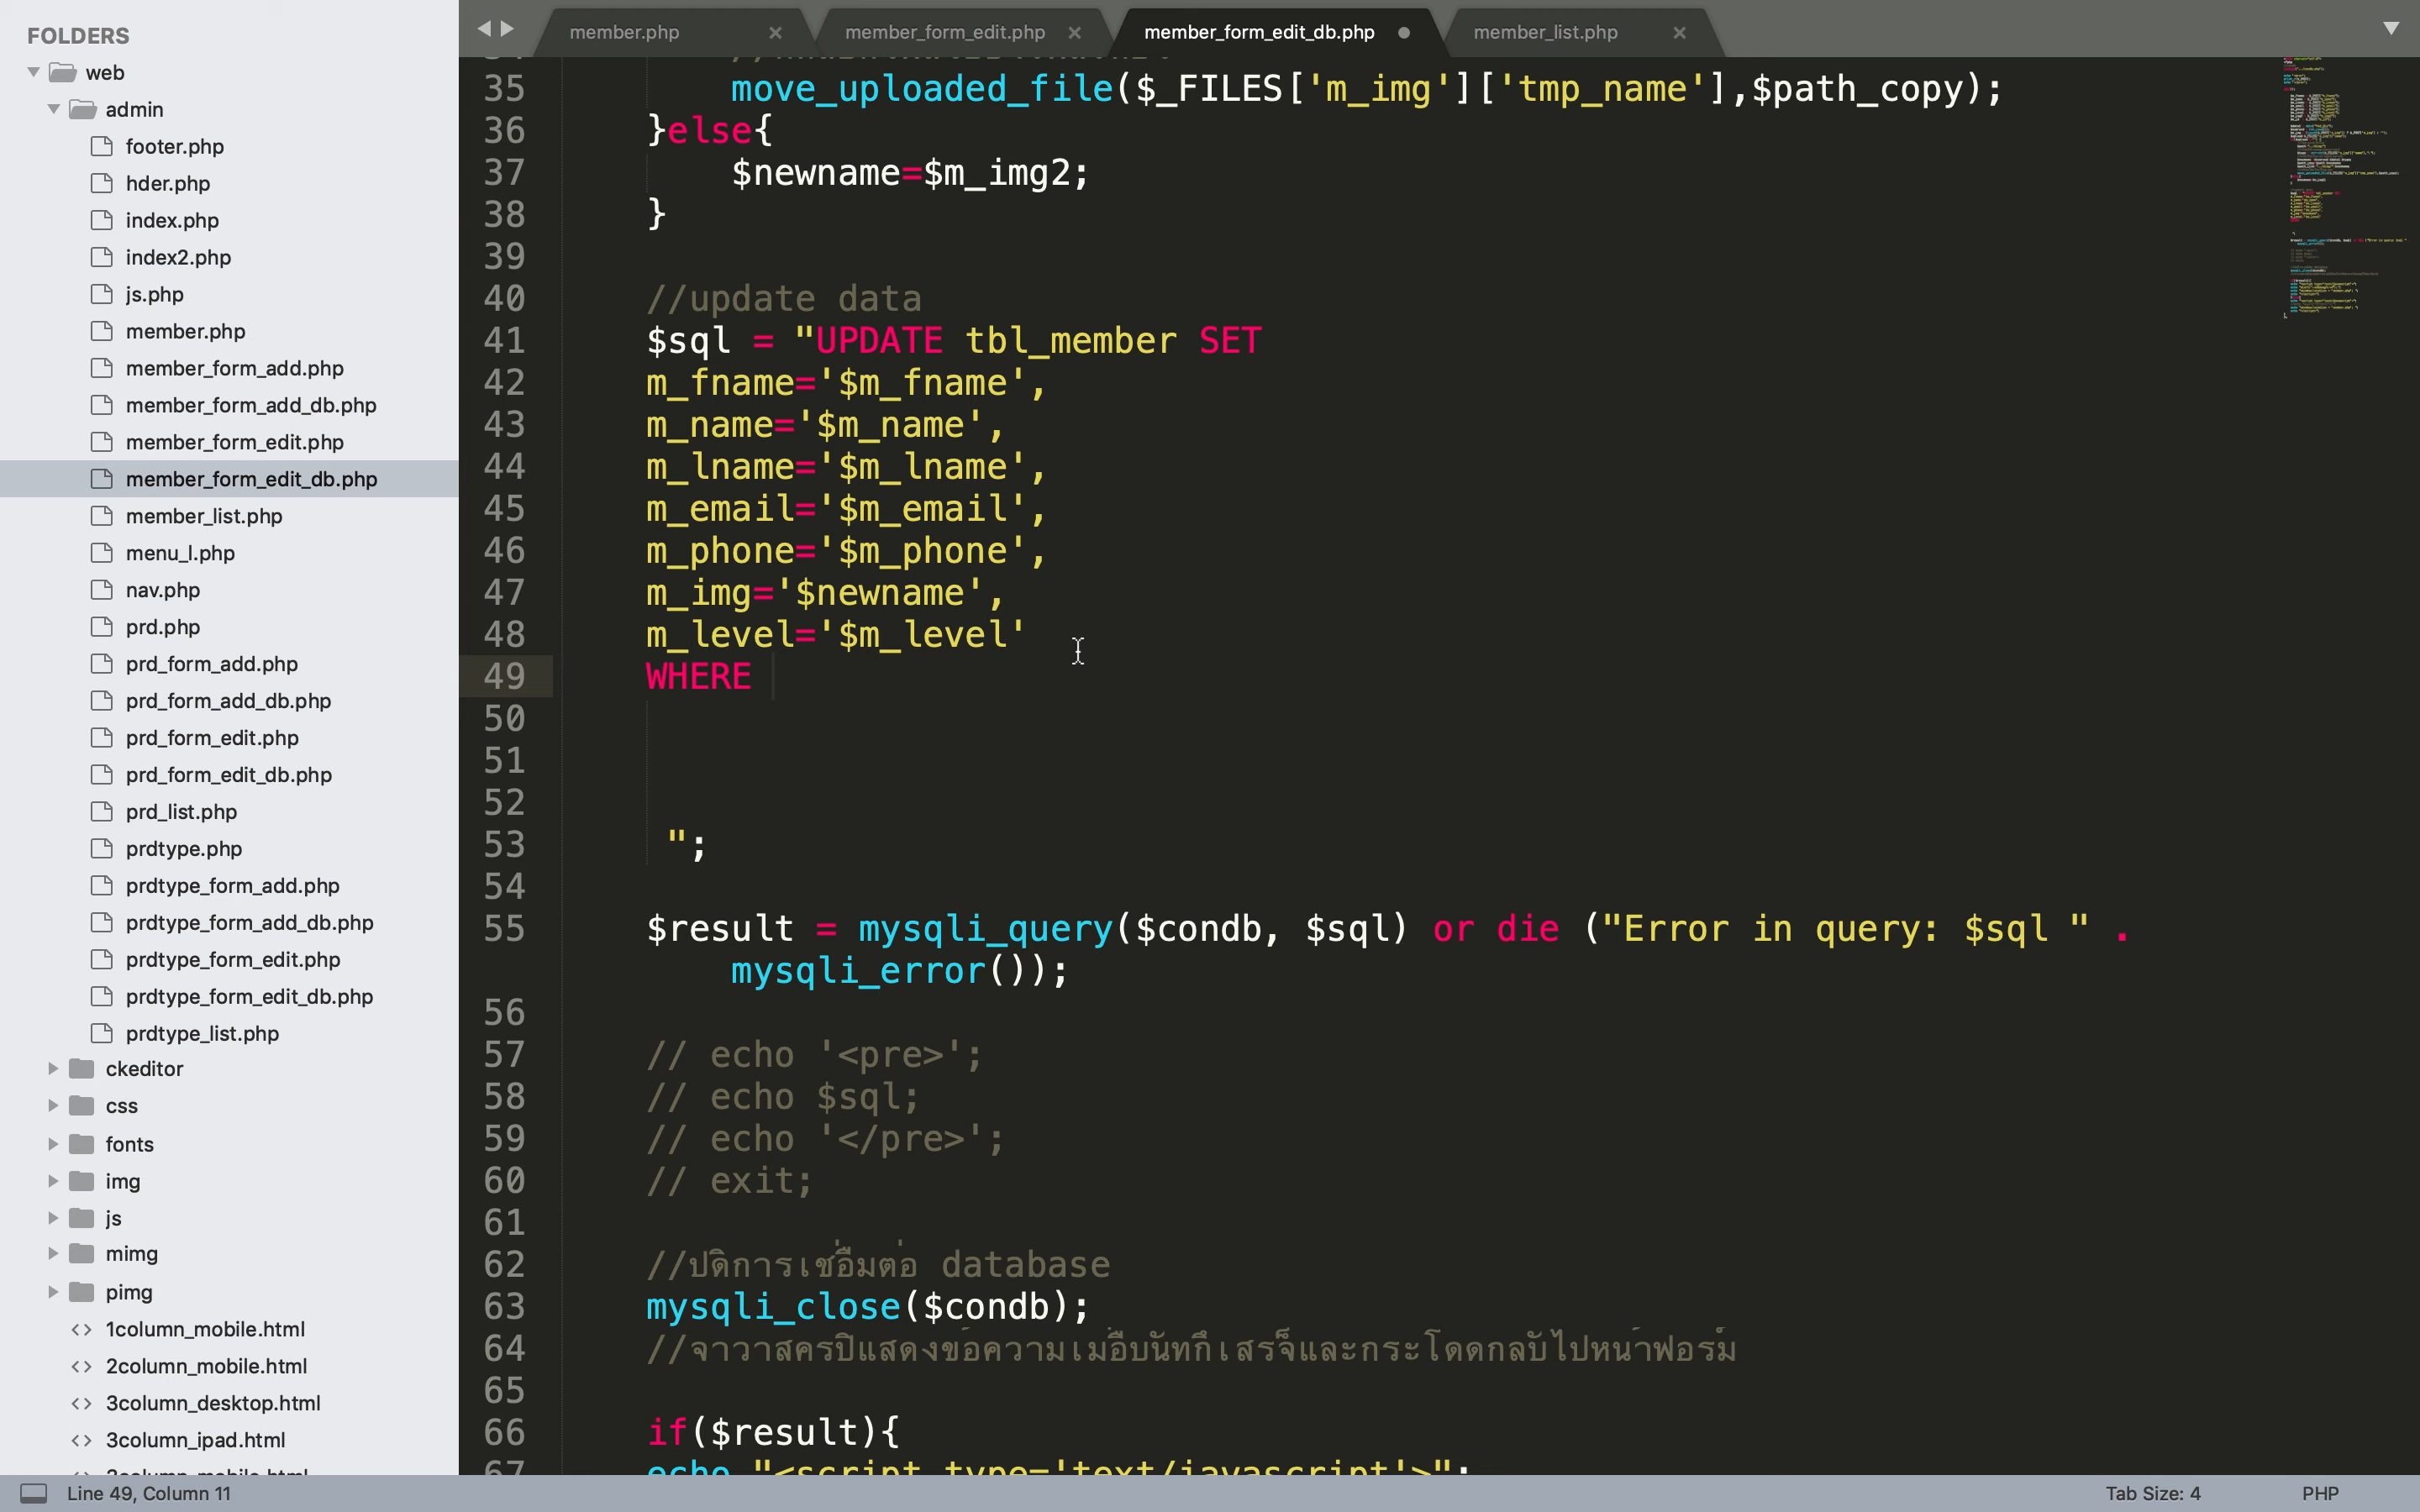 FOLDERS
web
admin
footer.php
hder.php
index.php
index2.php
js.php
member.php
member_form_add.php
member_form_add_db.php
member_form_edit.php
member_form_edit_db.php
member_list.php
menu_l.php
nav.php
prd.php
prd_form_add.php
prd_form_add_db.php
prd_form_edit.php
prd_form_edit_db.php
prd_list.php
prdtype.php
prdtype_form_add.php
prdtype_form_add_db.php
prdtype_form_edit.php
prdtype_form_edit_db.php
prdtype_list.php
ckeditor
css
fonts
img
js
mimg
pimg
1column_mobile.html
2column_mobile.html
3column_desktop.html
3column_ipad.html
member.php
member_form_edit.php
member_form_edit_db.php
member_list.php
35 move_uploaded_file($_FILES['m_img']['tmp_name'],$path_copy);
36 }else{
37 $newname=$m_img2;
38 }
39
40 //update data
41 $sql = "UPDATE tbl_member SET
42 m_fname='$m_fname',
43 m_name='$m_name',
44 m_lname='$m_lname',
45 m_email='$m_email',
46 m_phone='$m_phone',
47 m_img='$newname',
48 m_level='$m_level'
49 WHERE
50
51
52
53 ";
54
55 $result = mysqli_query($condb, $sql) or die ("Error in query: $sql " .
mysqli_error());
56
57 // echo '<pre>';
58 // echo $sql;
59 // echo '</pre>';
60 // exit;
61
62 //ปิดการเชื่อมต่อ database
63 mysqli_close($condb);
64 //จาวาสคริปแสดงข้อความเมื่อบันทึกเสร็จและกระโดดกลับไปหน้าฟอร์ม
65
66 if($result){
67 echo "<script type='text/javascript'>";
Line 49, Column 11
Tab Size: 4
PHP